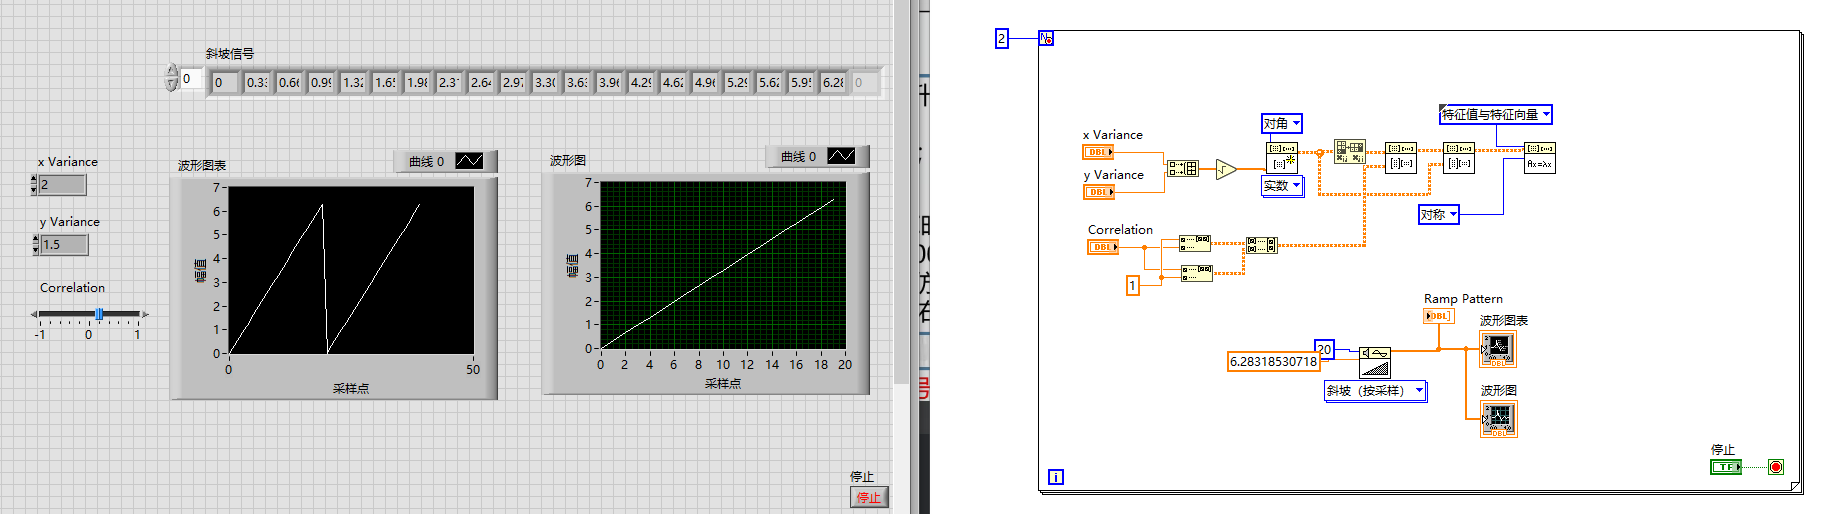 斜坡信号
0
0 0.33 0.66 0.99 1.32 1.65 1.98 2.31 2.64 2.97 3.30 3.63 3.96 4.29 4.62 4.96 5.29 5.62 5.95 6.28 0
x Variance
2
y Variance
1.5
Correlation
-1 0 1
波形图表
曲线 0
幅值
7
6
5
4
3
2
1
0
0 50
采样点
波形图
曲线 0
幅值
7
6
5
4
3
2
1
0
0 2 4 6 8 10 12 14 16 18 20
采样点
停止
停止
2
N
x Variance
DBL
y Variance
DBL
Correlation
DBL
1
对角
实数
特征值与特征向量
Ax=λx
对称
Ramp Pattern
DBL
波形图表
DBL
20
6.28318530718
斜坡（按采样）
波形图
DBL
停止
TF
i